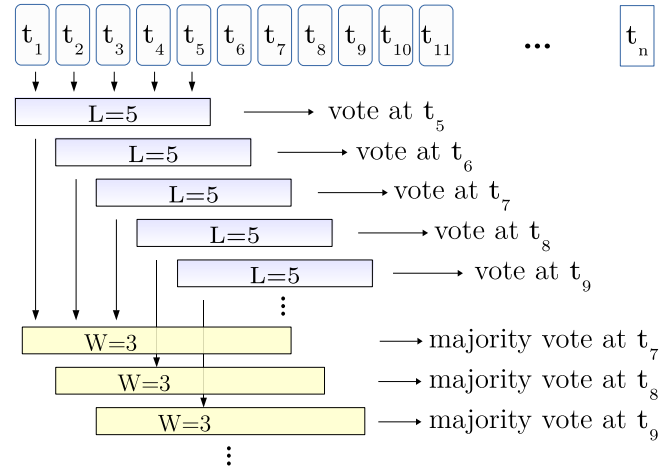 t₁ t₂ t₃ t₄ t₅ t₆ t₇ t₈ t₉ t₁₀ t₁₁ ... tₙ
L=5 vote at t₅
L=5 vote at t₆
L=5 vote at t₇
L=5 vote at t₈
L=5 vote at t₉
W=3 majority vote at t₇
W=3 majority vote at t₈
W=3 majority vote at t₉